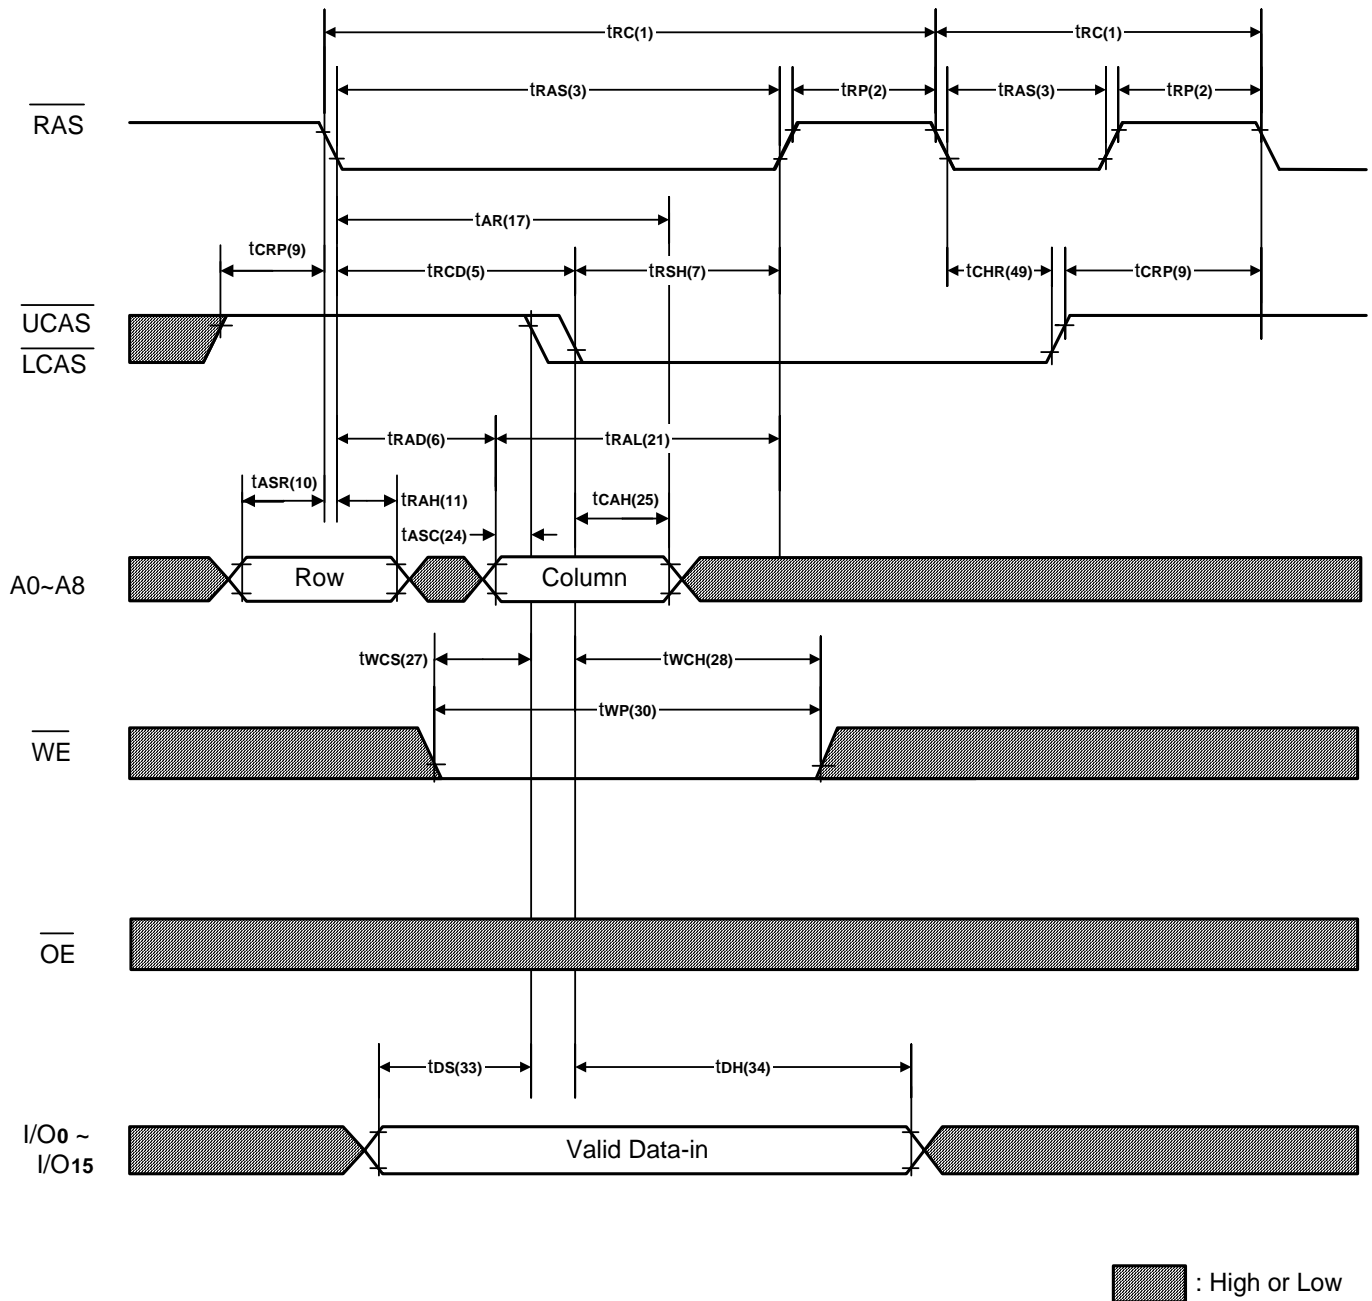 tRC(1) tRC(1)
tRAS(3) tRP(2) tRAS(3) tRP(2)
RAS
tAR(17)
tCRP(9) tRCD(5) tRSH(7) tCHR(49) tCRP(9)
UCAS
LCAS
tRAD(6) tRAL(21)
tASR(10) tRAH(11) tCAH(25)
tASC(24)
A0~A8 Row Column
tWCS(27) tWCH(28)
tWP(30)
WE
OE
tDS(33) tDH(34)
I/O0 ~
I/O15
Valid Data-in
: High or Low